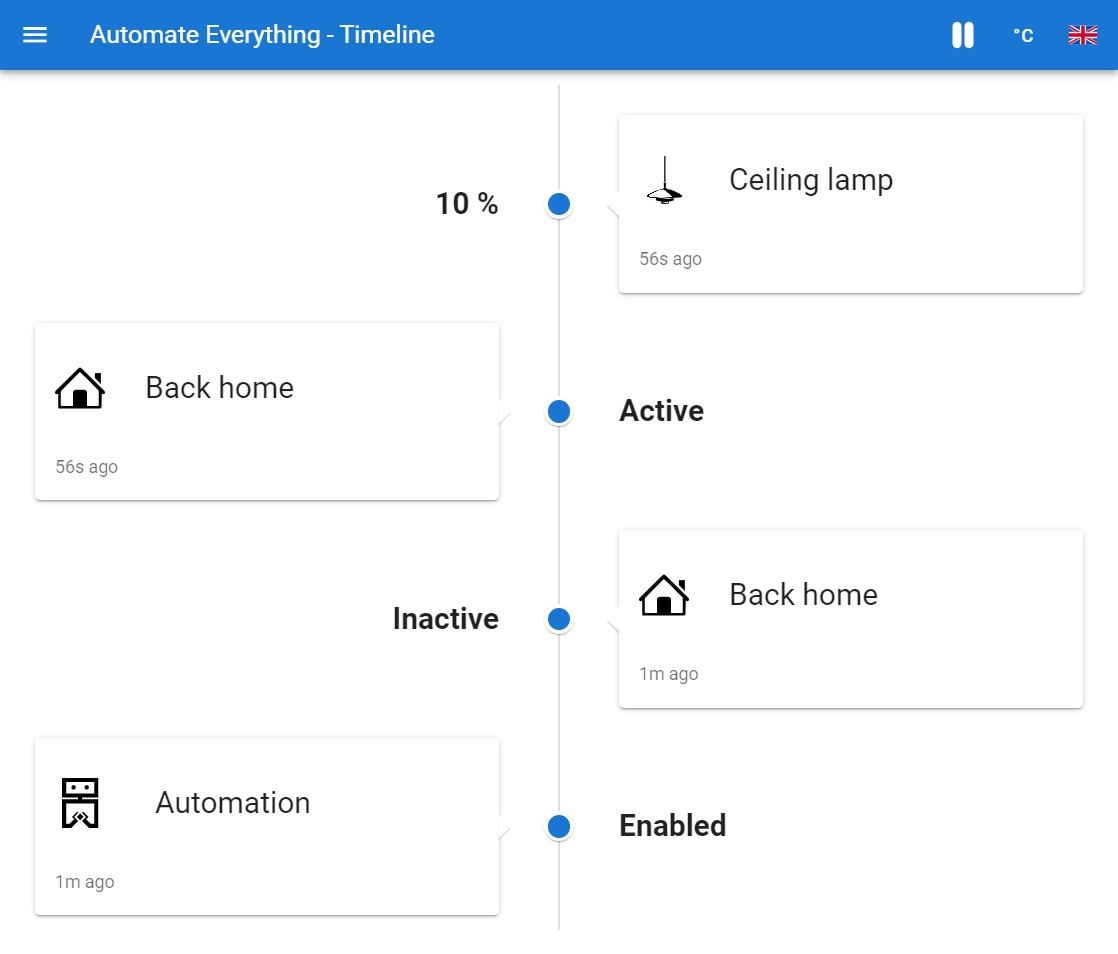 Automate Everything - Timeline
°C
10 %
Ceiling lamp
56s ago
Back home
56s ago
Active
Inactive
Back home
1m ago
Automation
1m ago
Enabled